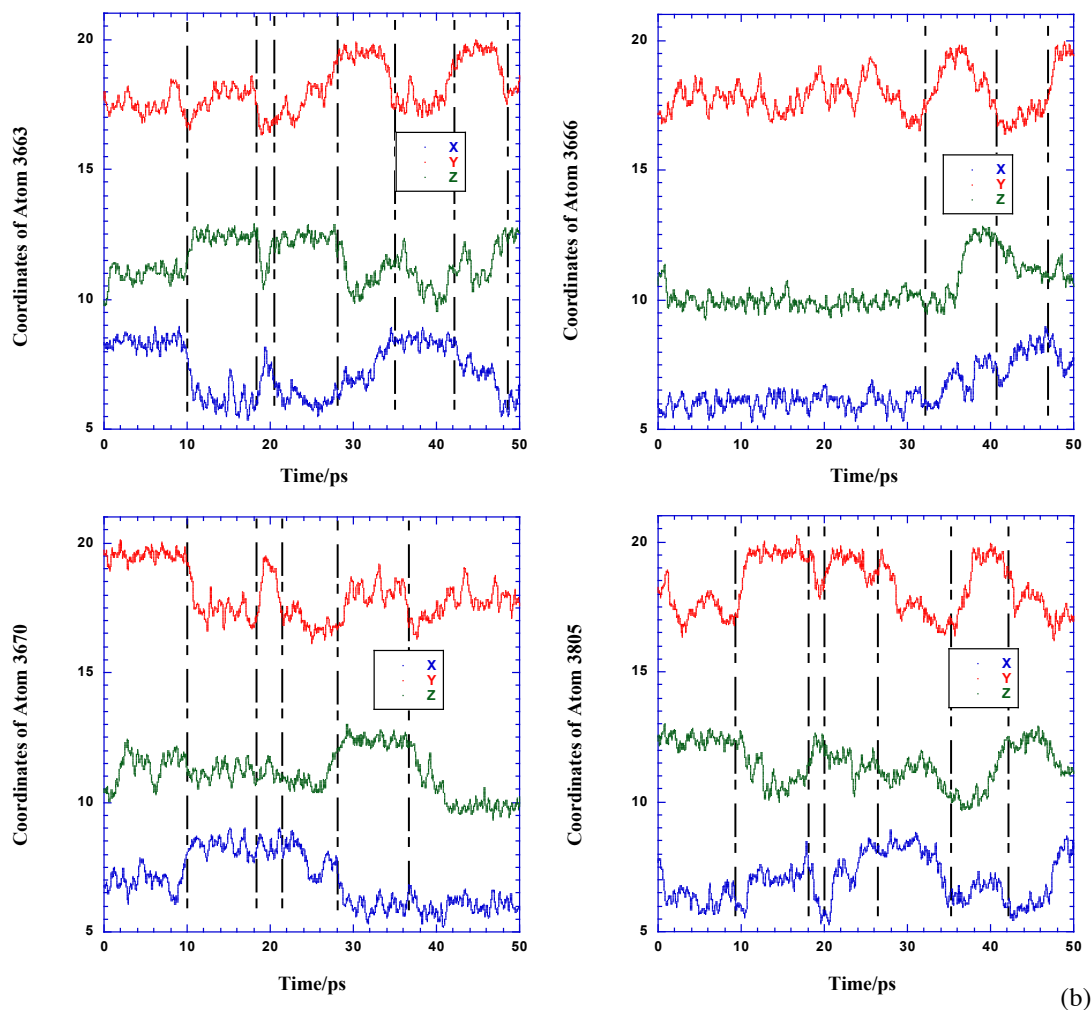 Coordinates of Atom 3663
20
15
10
5
X
Y
Z
0 10 20 30 40 50
Time/ps
Coordinates of Atom 3666
20
15
10
5
X
Y
Z
0 10 20 30 40 50
Time/ps
Coordinates of Atom 3670
20
15
10
5
X
Y
Z
0 10 20 30 40 50
Time/ps
Coordinates of Atom 3805
20
15
10
5
X
Y
Z
0 10 20 30 40 50
Time/ps
(b)